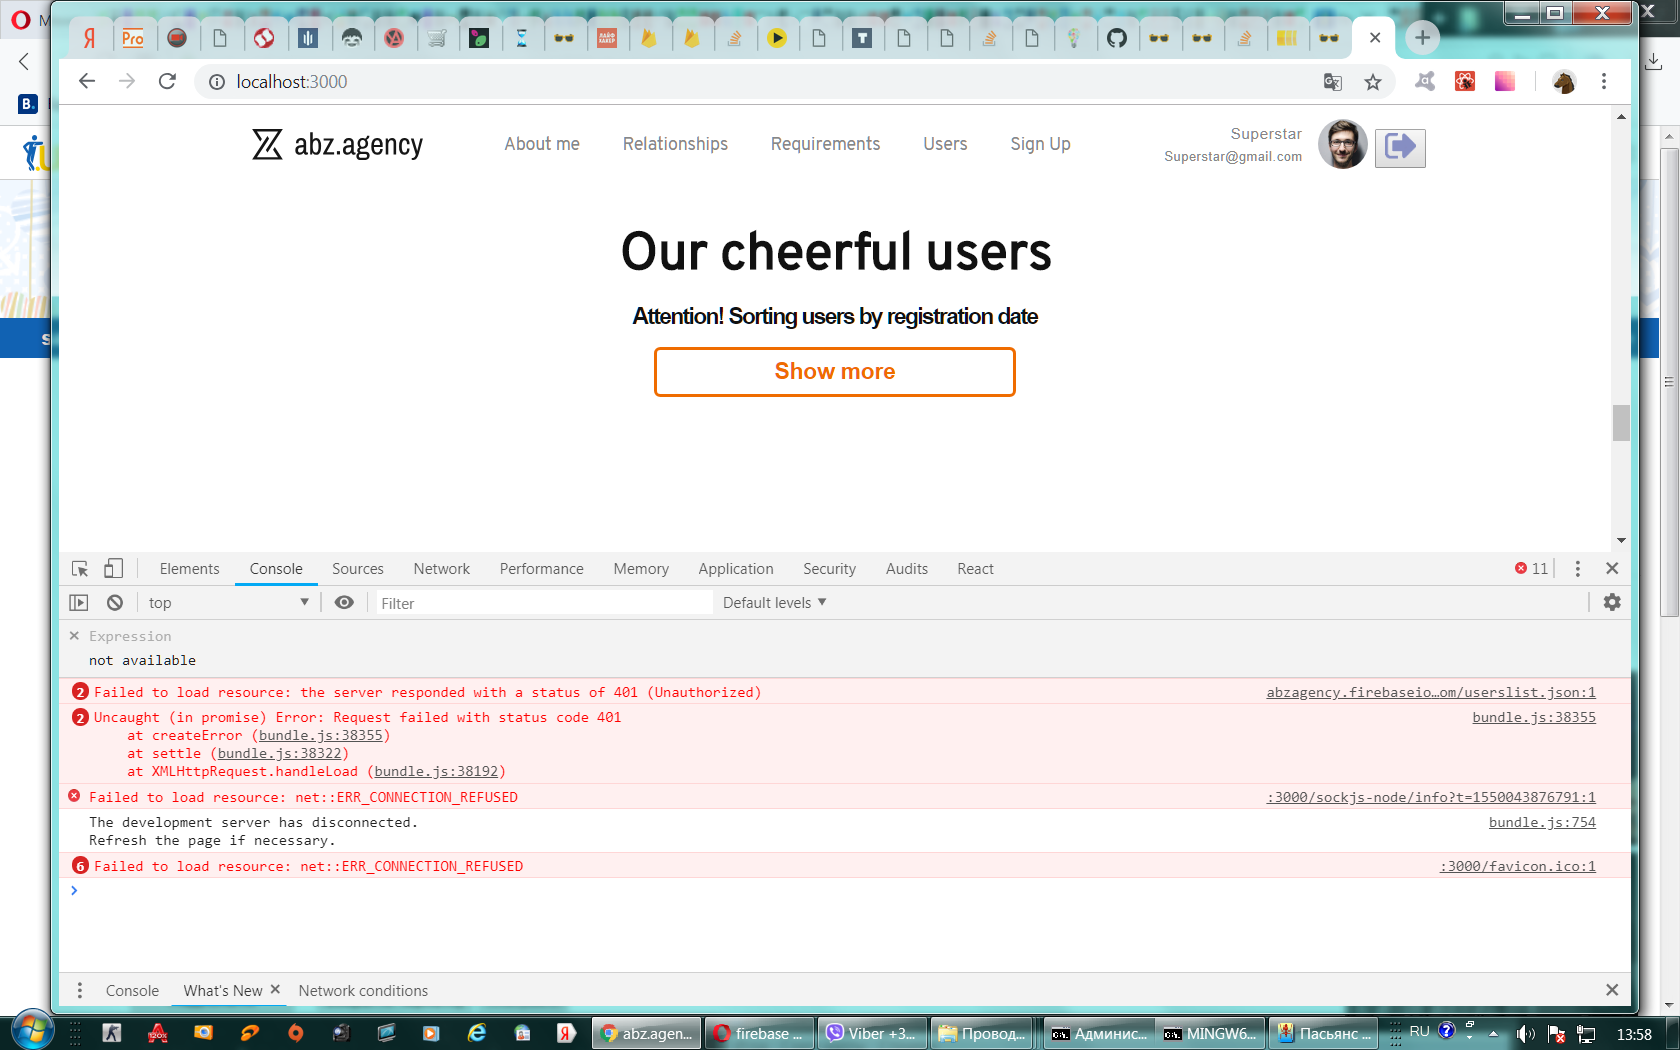 M
Pro
ЛАЙФ
ХАКЕР
T
localhost:3000
B.
abz.agency
About me
Relationships
Requirements
Users
Sign Up
Superstar
Superstar@gmail.com
Our cheerful users
Attention! Sorting users by registration date
Show more
Elements
Console
Sources
Network
Performance
Memory
Application
Security
Audits
React
11
top
Filter
Default levels
Expression
not available
2 Failed to load resource: the server responded with a status of 401 (Unauthorized) abzagency.firebaseio…om/userslist.json:1
2 Uncaught (in promise) Error: Request failed with status code 401 bundle.js:38355
at createError (bundle.js:38355)
at settle (bundle.js:38322)
at XMLHttpRequest.handleLoad (bundle.js:38192)
Failed to load resource: net::ERR_CONNECTION_REFUSED :3000/sockjs-node/info?t=1550043876791:1
The development server has disconnected. bundle.js:754
Refresh the page if necessary.
6 Failed to load resource: net::ERR_CONNECTION_REFUSED :3000/favicon.ico:1
Console
What's New
Network conditions
abz.agen...
firebase ...
Viber +3...
Провод...
Админис...
MINGW6...
Пасьянс ...
RU
13:58